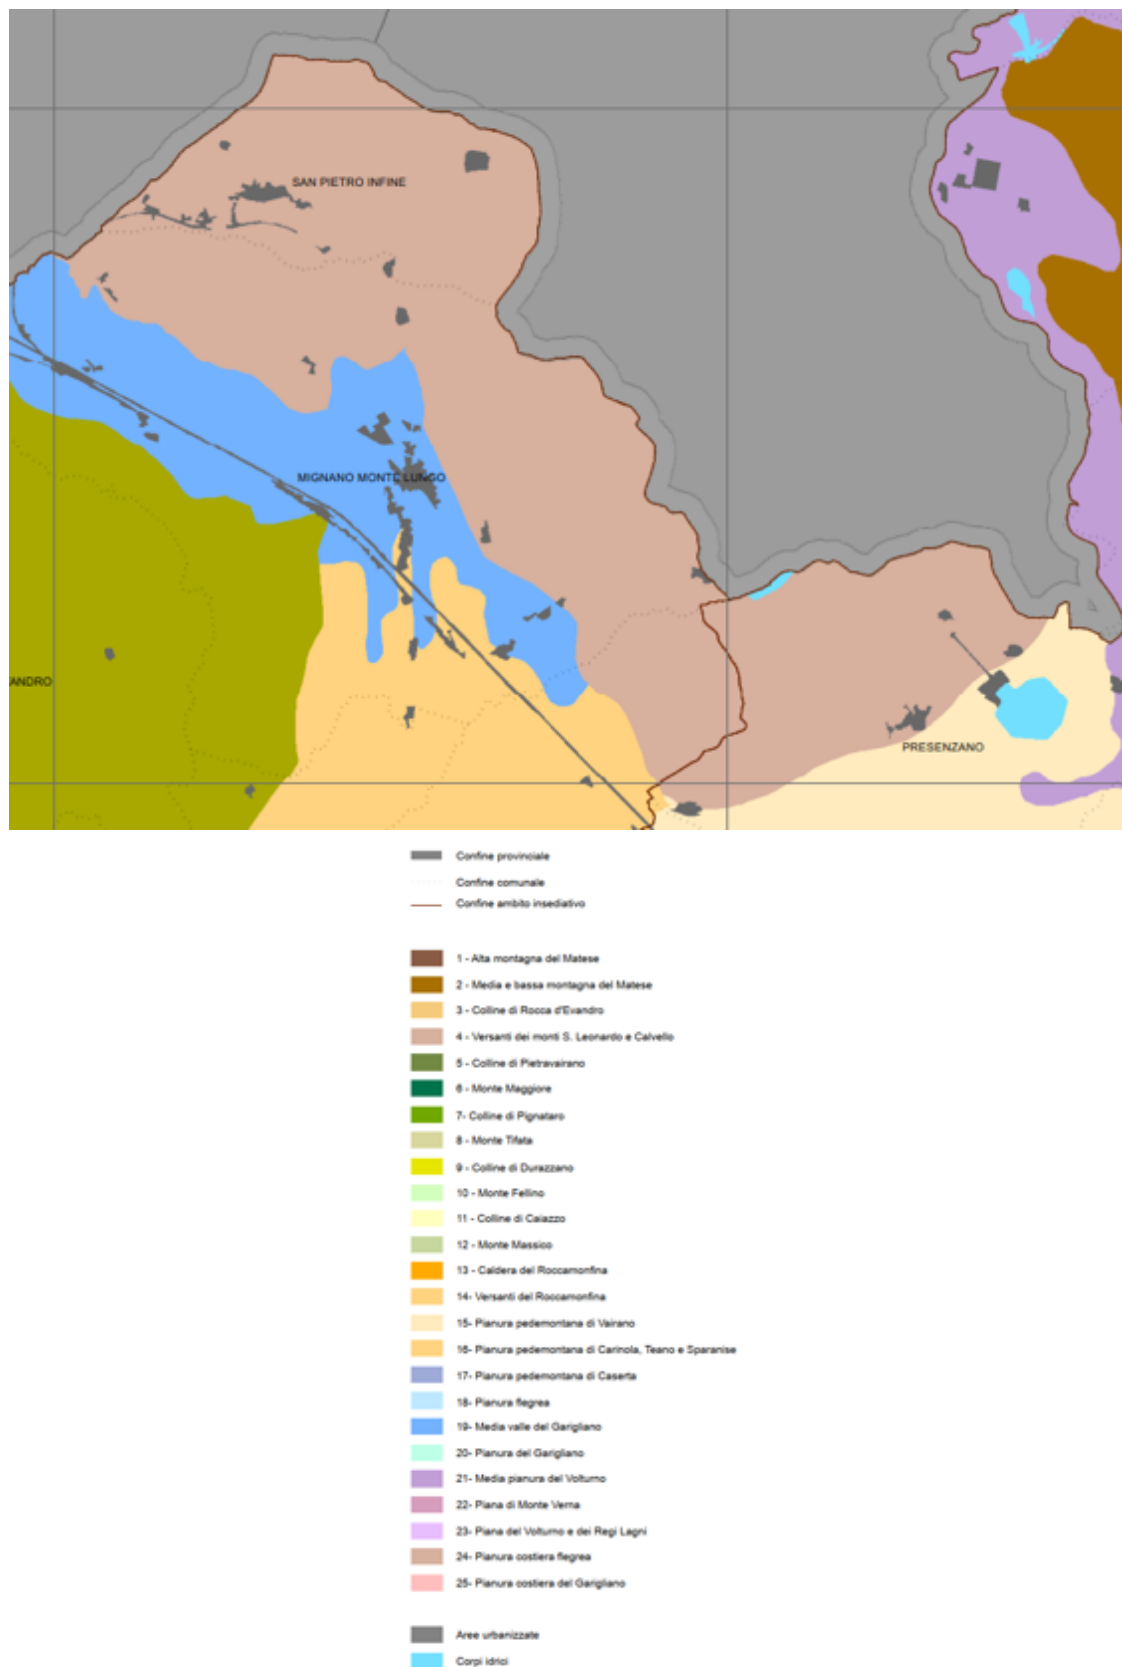 SAN PIETRO INFINE
MIGNANO MONTE LUNGO
ANDRO
PRESENZANO
Confine provinciale
Confine comunale
Confine ambito insediativo
1 - Alta montagna del Matese
2 - Media e bassa montagna del Matese
3 - Colline di Rocca d'Evandro
4 - Versanti dei monti S. Leonardo e Calvello
5 - Colline di Pietravairano
6 - Monte Maggiore
7- Colline di Pignataro
8 - Monte Tifata
9 - Colline di Durazzano
10 - Monte Fellino
11 - Colline di Caiazzo
12 - Monte Massico
13 - Caldera del Roccamonfina
14- Versanti del Roccamonfina
15- Pianura pedemontana di Vairano
16- Pianura pedemontana di Carinola, Teano e Sparanise
17- Pianura pedemontana di Caserta
18- Pianura flegrea
19- Media valle del Garigliano
20- Pianura del Garigliano
21- Media pianura del Volturno
22- Piana di Monte Verna
23- Piana del Volturno e dei Regi Lagni
24- Pianura costiera flegrea
25- Pianura costiera del Garigliano
Aree urbanizzate
Corpi idrici